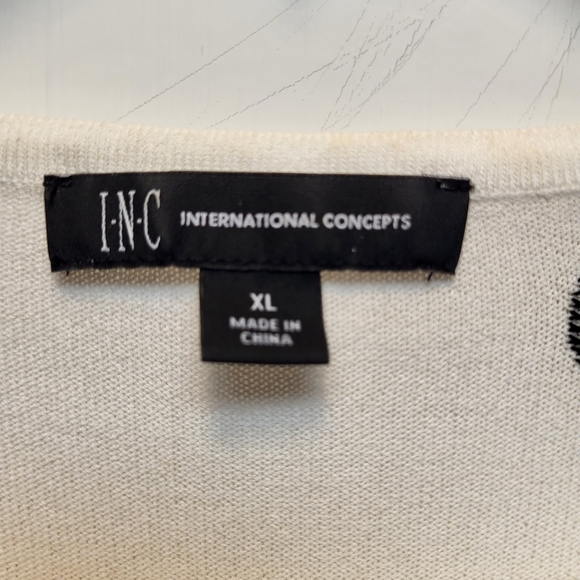 I·N·C INTERNATIONAL CONCEPTS
XL
MADE IN
CHINA